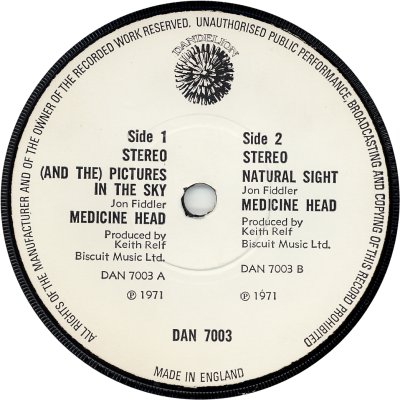 ALL RIGHTS OF THE MANUFACTURER AND OF THE OWNER OF THE RECORDED WORK RESERVED. UNAUTHORISED PUBLIC PERFORMANCE, BROADCASTING AND COPYING OF THIS RECORD PROHIBITED
DANDELION
Side 1
STEREO
(AND THE) PICTURES
IN THE SKY
Jon Fiddler
MEDICINE HEAD
Produced by
Keith Relf
Biscuit Music Ltd.
DAN 7003 A
℗ 1971
Side 2
STEREO
NATURAL SIGHT
Jon Fiddler
MEDICINE HEAD
Produced by
Keith Relf
Biscuit Music Ltd.
DAN 7003 B
℗ 1971
DAN 7003
MADE IN ENGLAND